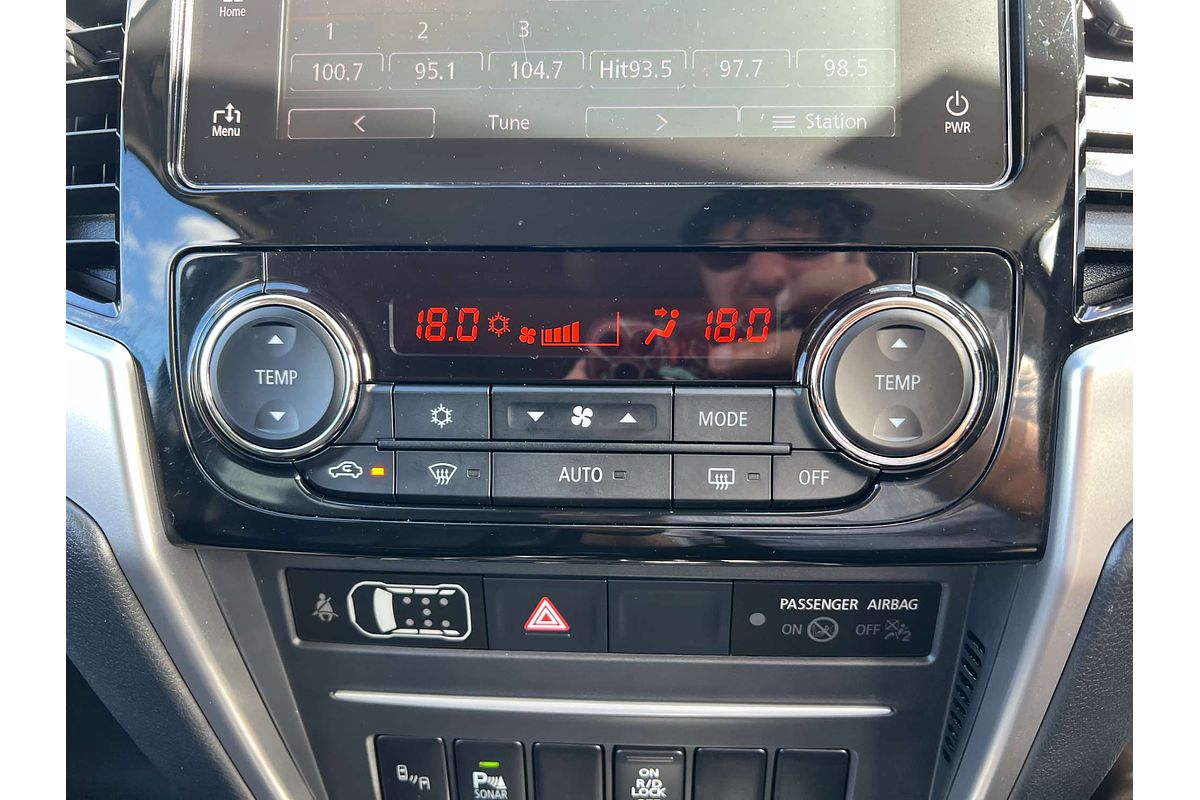 Home
1 2 3
100.7 95.1 104.7 Hit93.5 97.7 98.5
Menu
< Tune > Station
PWR
18.0 18.0
TEMP
TEMP
MODE
AUTO
OFF
PASSENGER AIRBAG
ON OFF
P
SONAR
ON
R/D
LOCK
OFF